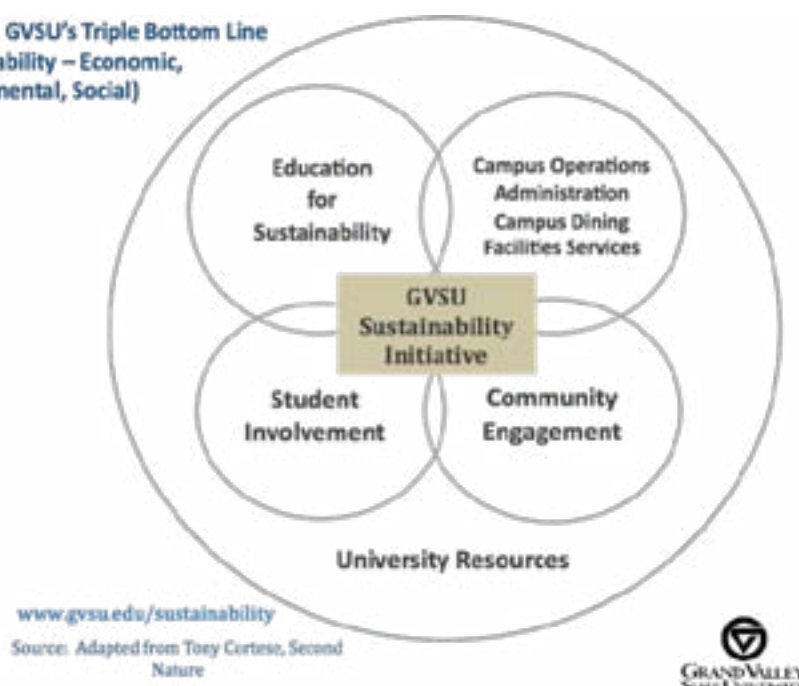 GVSU's Triple Bottom Line
ability – Economic,
mental, Social)
Education
for
Sustainability
Campus Operations
Administration
Campus Dining
Facilities Services
GVSU
Sustainability
Initiative
Student
Involvement
Community
Engagement
University Resources
www.gvsu.edu/sustainability
Source: Adapted from Tony Cortese, Second
Nature
GRAND VALLEY